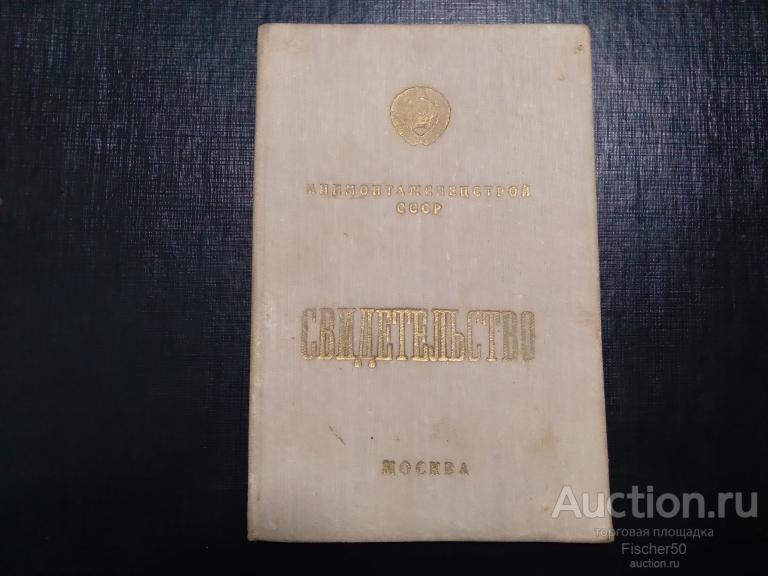 МИНМОНТАЖСПЕЦСТРОЙ
СССР
СВИДЕТЕЛЬСТВО
МОСКВА
Auction.ru
торговая площадка
Fischer50
auction.ru